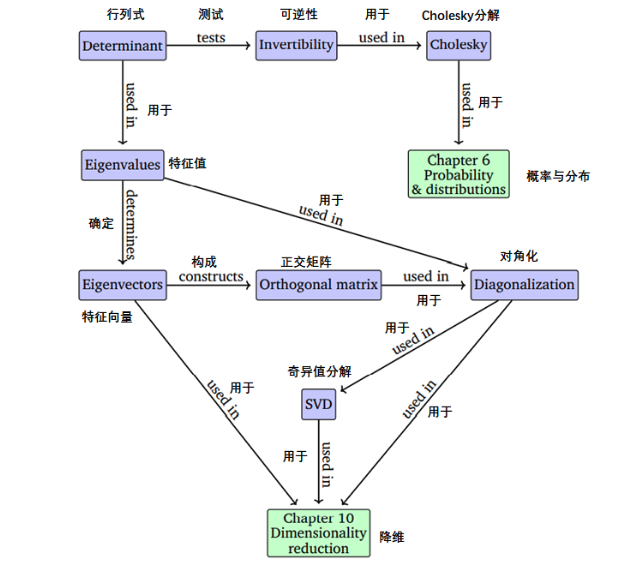 行列式
测试
可逆性
用于
Cholesky分解
Determinant
tests
Invertibility
used in
Cholesky
used in
用于
used in
用于
Eigenvalues
特征值
Chapter 6
Probability
& distributions
概率与分布
确定
determines
用于
used in
构成
constructs
正交矩阵
used in
用于
对角化
Eigenvectors
Orthogonal matrix
Diagonalization
特征向量
用于
used in
奇异值分解
SVD
used in
用于
used in
用于
用于
used in
Chapter 10
Dimensionality
reduction
降维